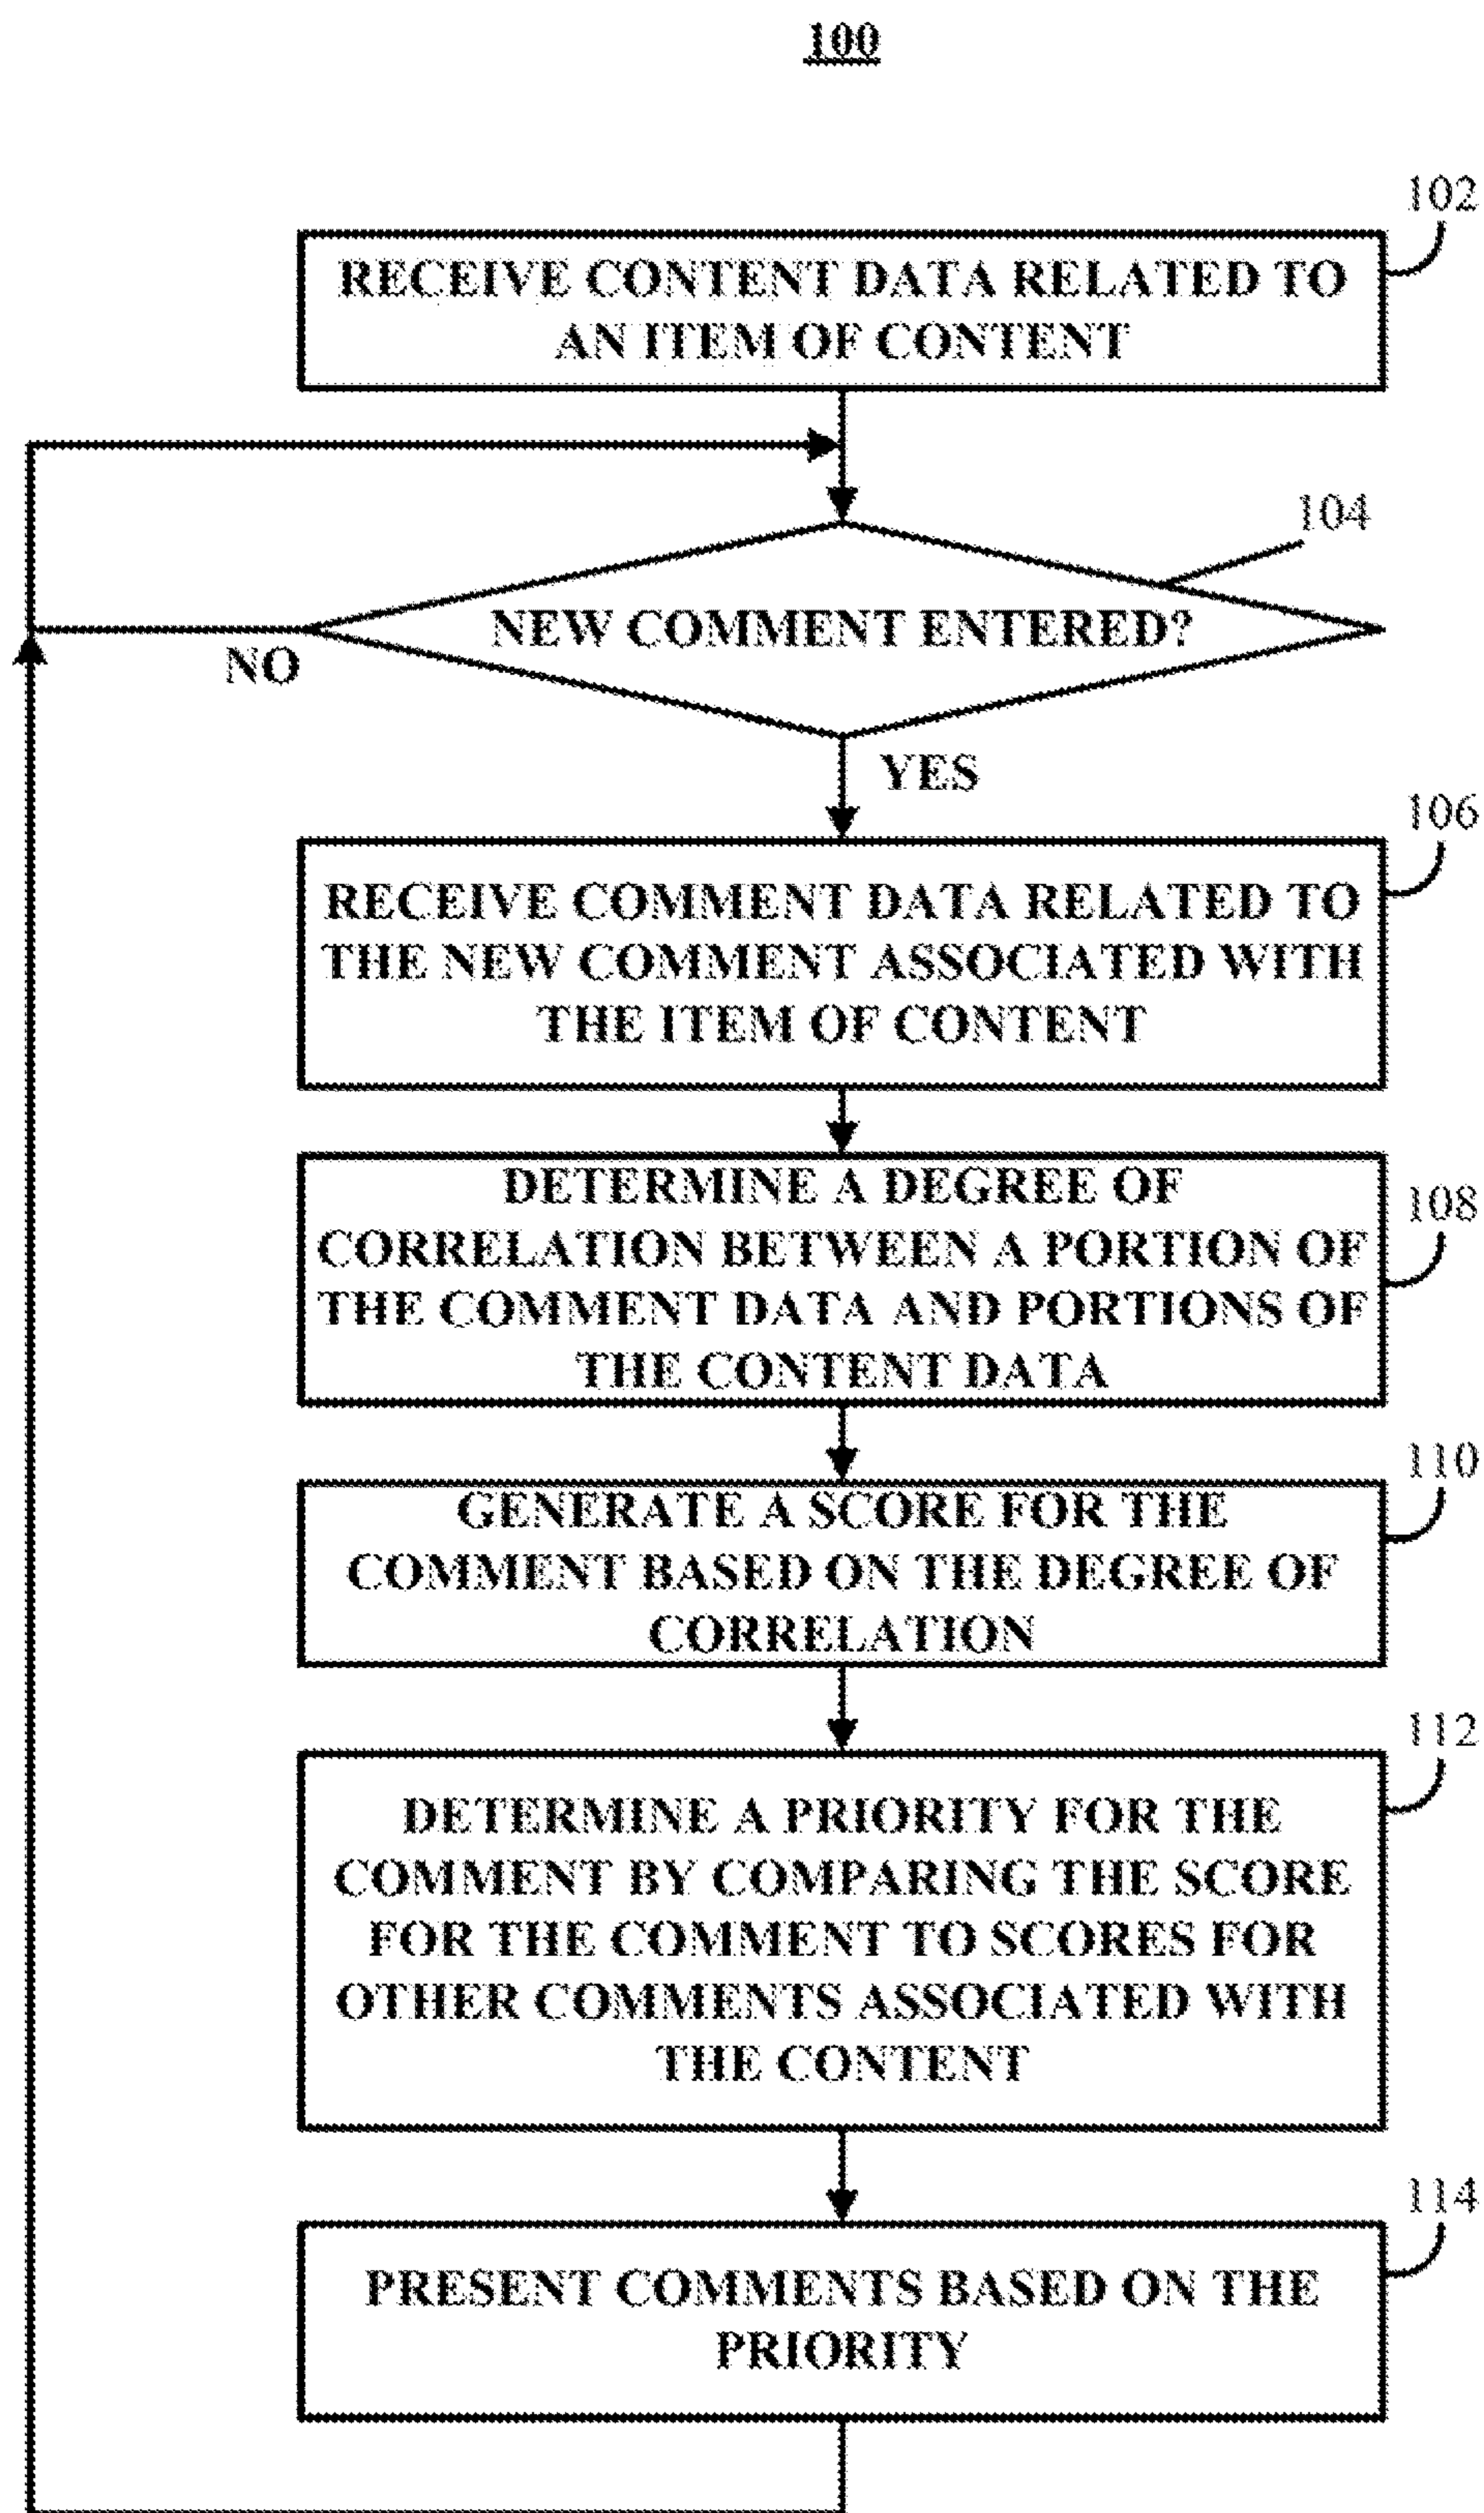 100
102
RECEIVE CONTENT DATA RELATED TO
AN ITEM OF CONTENT
104
NEW COMMENT ENTERED?
NO
YES
106
RECEIVE COMMENT DATA RELATED TO
THE NEW COMMENT ASSOCIATED WITH
THE ITEM OF CONTENT
108
DETERMINE A DEGREE OF
CORRELATION BETWEEN A PORTION OF
THE COMMENT DATA AND PORTIONS OF
THE CONTENT DATA
110
GENERATE A SCORE FOR THE
COMMENT BASED ON THE DEGREE OF
CORRELATION
112
DETERMINE A PRIORITY FOR THE
COMMENT BY COMPARING THE SCORE
FOR THE COMMENT TO SCORES FOR
OTHER COMMENTS ASSOCIATED WITH
THE CONTENT
114
PRESENT COMMENTS BASED ON THE
PRIORITY